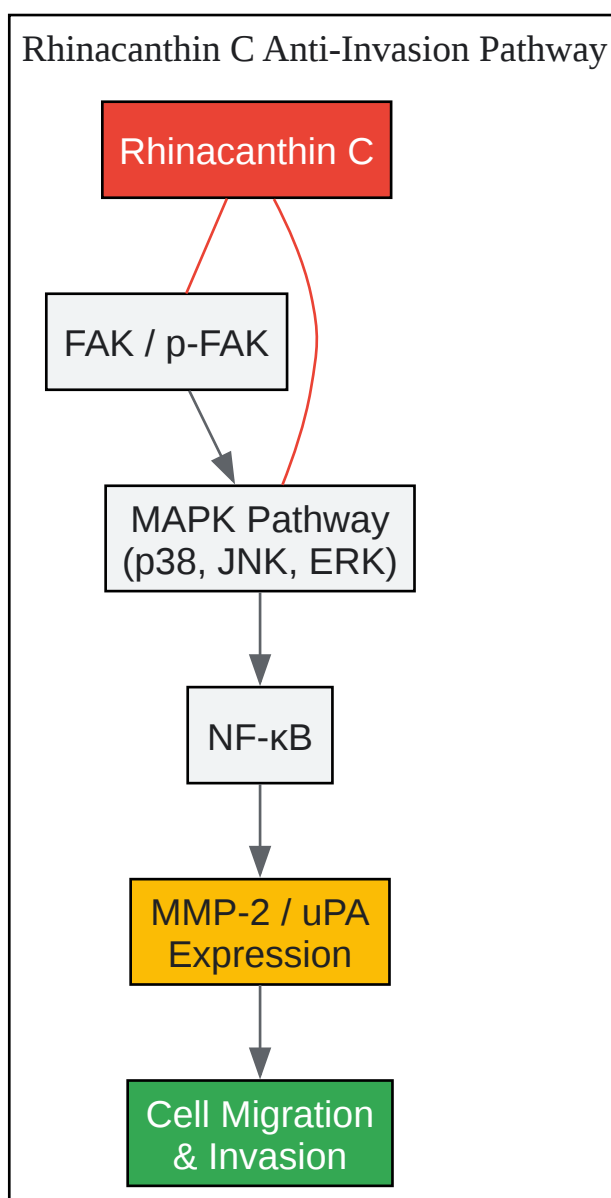 Rhinacanthin C Anti-Invasion Pathway
Rhinacanthin C
FAK / p-FAK
MAPK Pathway
(p38, JNK, ERK)
NF-κB
MMP-2 / uPA
Expression
Cell Migration
& Invasion